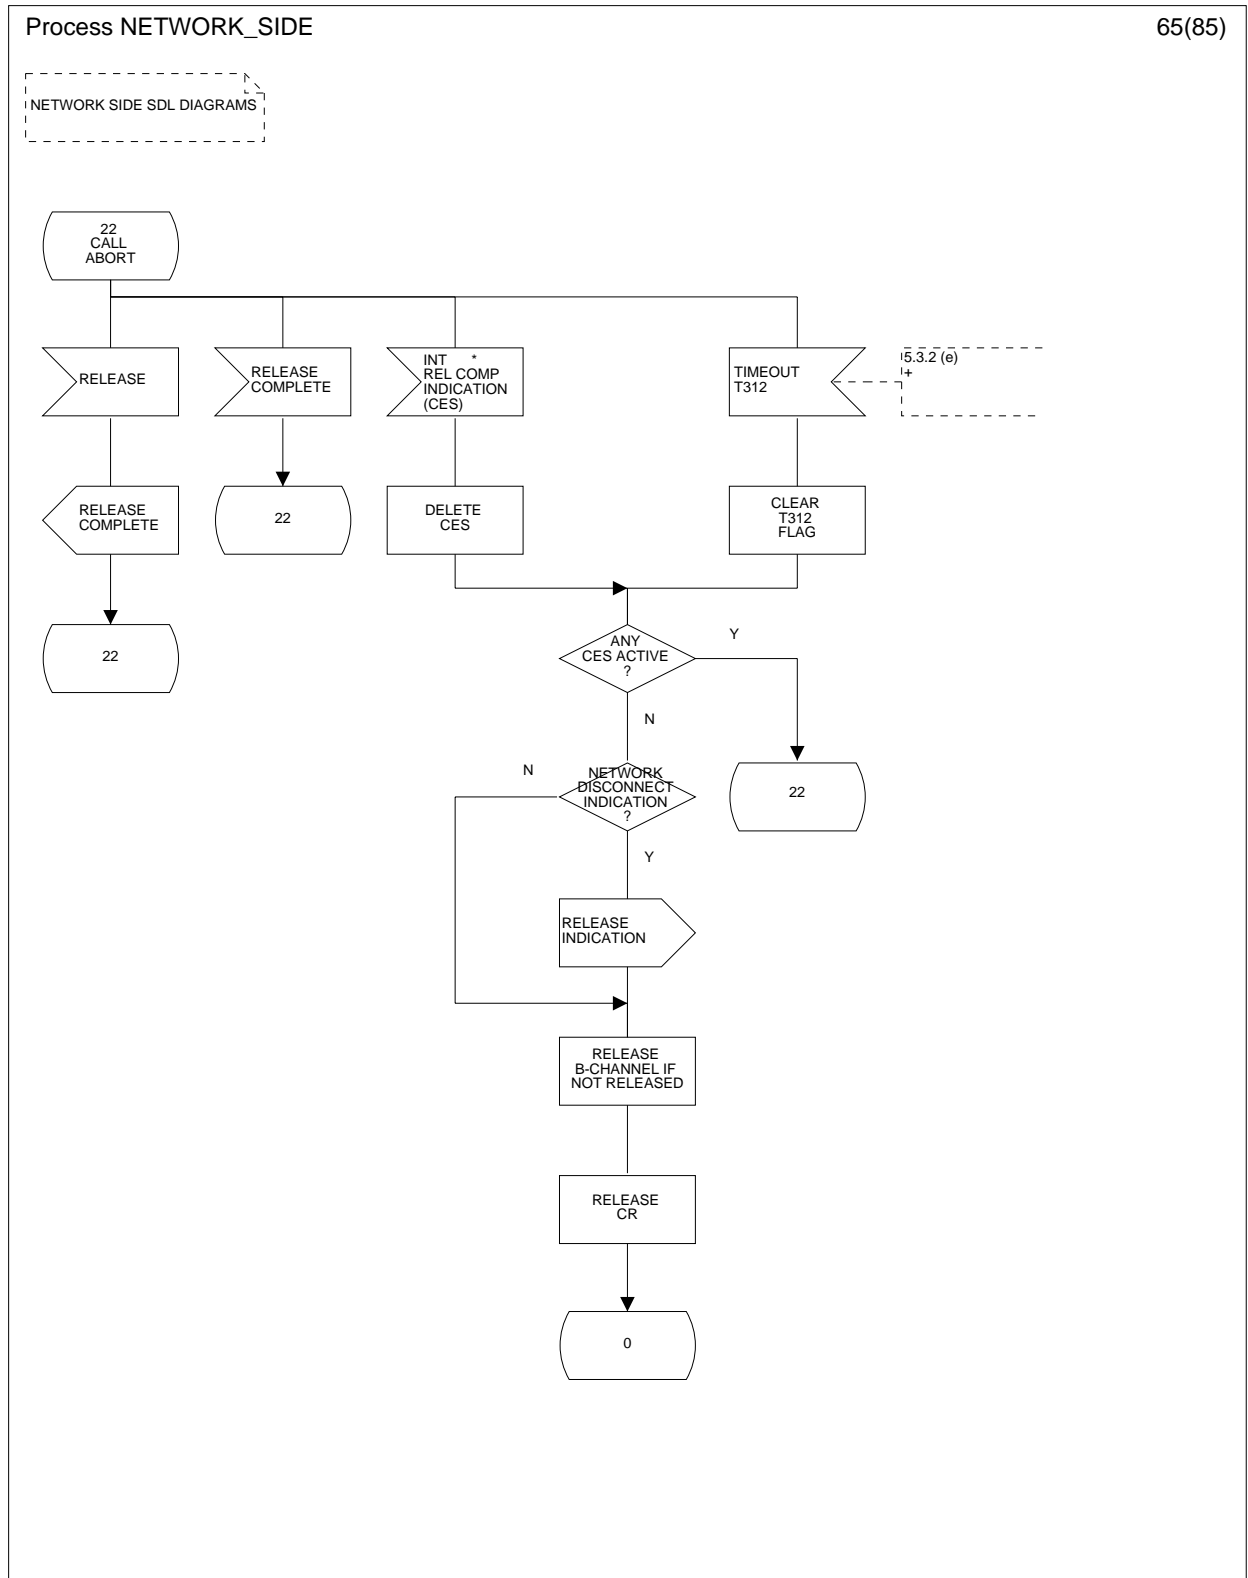 Process NETWORK_SIDE
65(85)
NETWORK SIDE SDL DIAGRAMS
22
CALL
ABORT
RELEASE
RELEASE
COMPLETE
INT *
REL COMP
INDICATION
(CES)
TIMEOUT
T312
5.3.2 (e)
+
RELEASE
COMPLETE
22
DELETE
CES
CLEAR
T312
FLAG
22
ANY
CES ACTIVE
?
Y
N
N
NETWORK
DISCONNECT
INDICATION
?
22
Y
RELEASE
INDICATION
RELEASE
B-CHANNEL IF
NOT RELEASED
RELEASE
CR
0